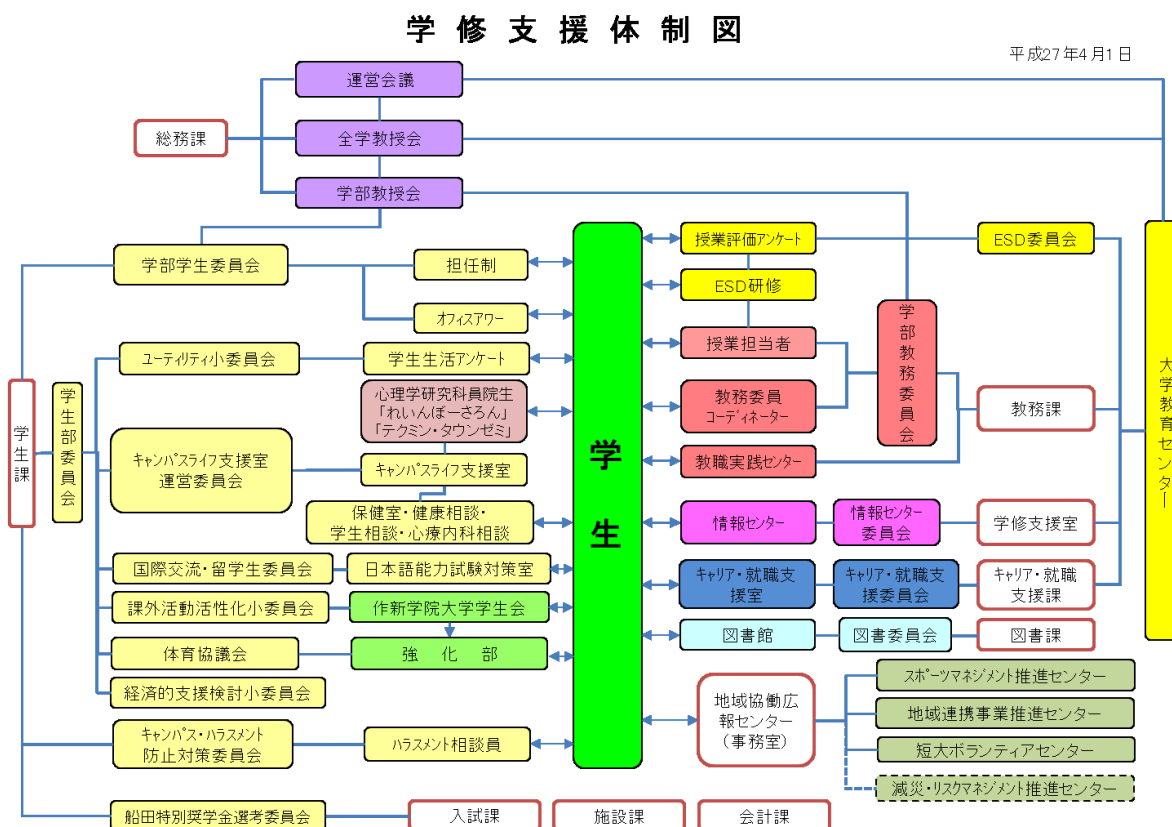 学修支援体制図
平成27年4月1日
運営会議
総務課
全学教授会
学部教授会
学部学生委員会
担任制
オフィスアワー
ユーティリティ小委員会
学生生活アンケート
心理学研究科員院生
「れいんぼーさろん」
「テクミン・タウンゼミ」
学生課
学生部委員会
キャンパスライフ支援室
運営委員会
キャンパスライフ支援室
保健室・健康相談・
学生相談・心療内科相談
国際交流・留学生委員会
日本語能力試験対策室
課外活動活性化小委員会
作新学院大学学生会
体育協議会
強化部
経済的支援検討小委員会
キャンパス・ハラスメント
防止対策委員会
ハラスメント相談員
船田特別奨学金選考委員会
入試課
施設課
会計課
学生
授業評価アンケート
ESD委員会
ESD研修
授業担当者
学部教務委員会
教務委員
コーディネーター
教務課
教職実践センター
大学教育センター
情報センター
情報センター
委員会
学修支援室
キャリア・就職支
援室
キャリア・就職支
援委員会
キャリア・就職
支援課
図書館
図書委員会
図書課
地域協働広
報センター
（事務室）
スポーツマネジメント推進センター
地域連携事業推進センター
短大ボランティアセンター
減災・リスクマネジメント推進センター